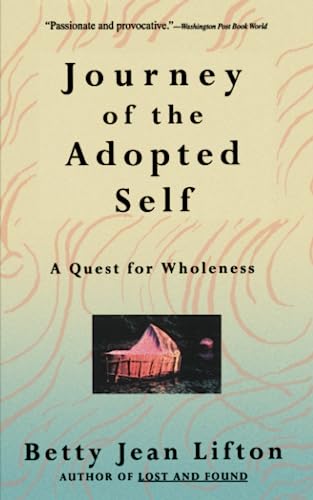 “Passionate and provocative.”—Washington Post Book World
Journey
of the
Adopted
Self
A Quest for Wholeness
Betty Jean Lifton
AUTHOR OF LOST AND FOUND